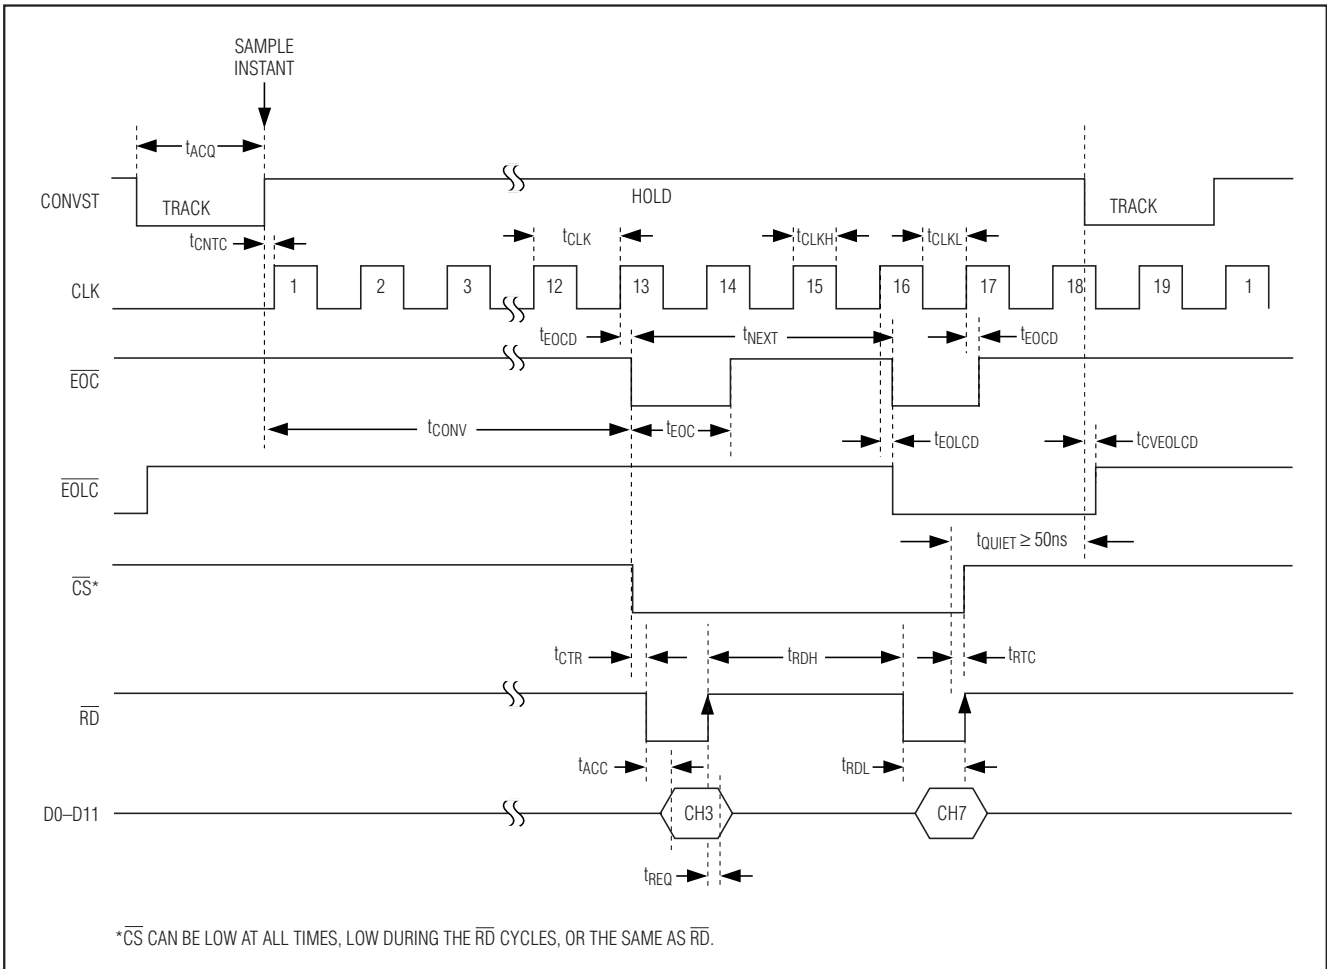 SAMPLE
INSTANT
tACQ
CONVST
TRACK
HOLD
TRACK
tCNTC
tCLK
tCLKH
tCLKL
CLK
1
2
3
12
13
14
15
16
17
18
19
1
tEOCD
tNEXT
tEOCD
EOC
tCONV
tEOC
tEOLCD
tCVEOLCD
EOLC
tQUIET ≥ 50ns
CS*
tCTR
tRDH
tRTC
RD
tACC
tRDL
D0–D11
CH3
CH7
tREQ
*CS CAN BE LOW AT ALL TIMES, LOW DURING THE RD CYCLES, OR THE SAME AS RD.